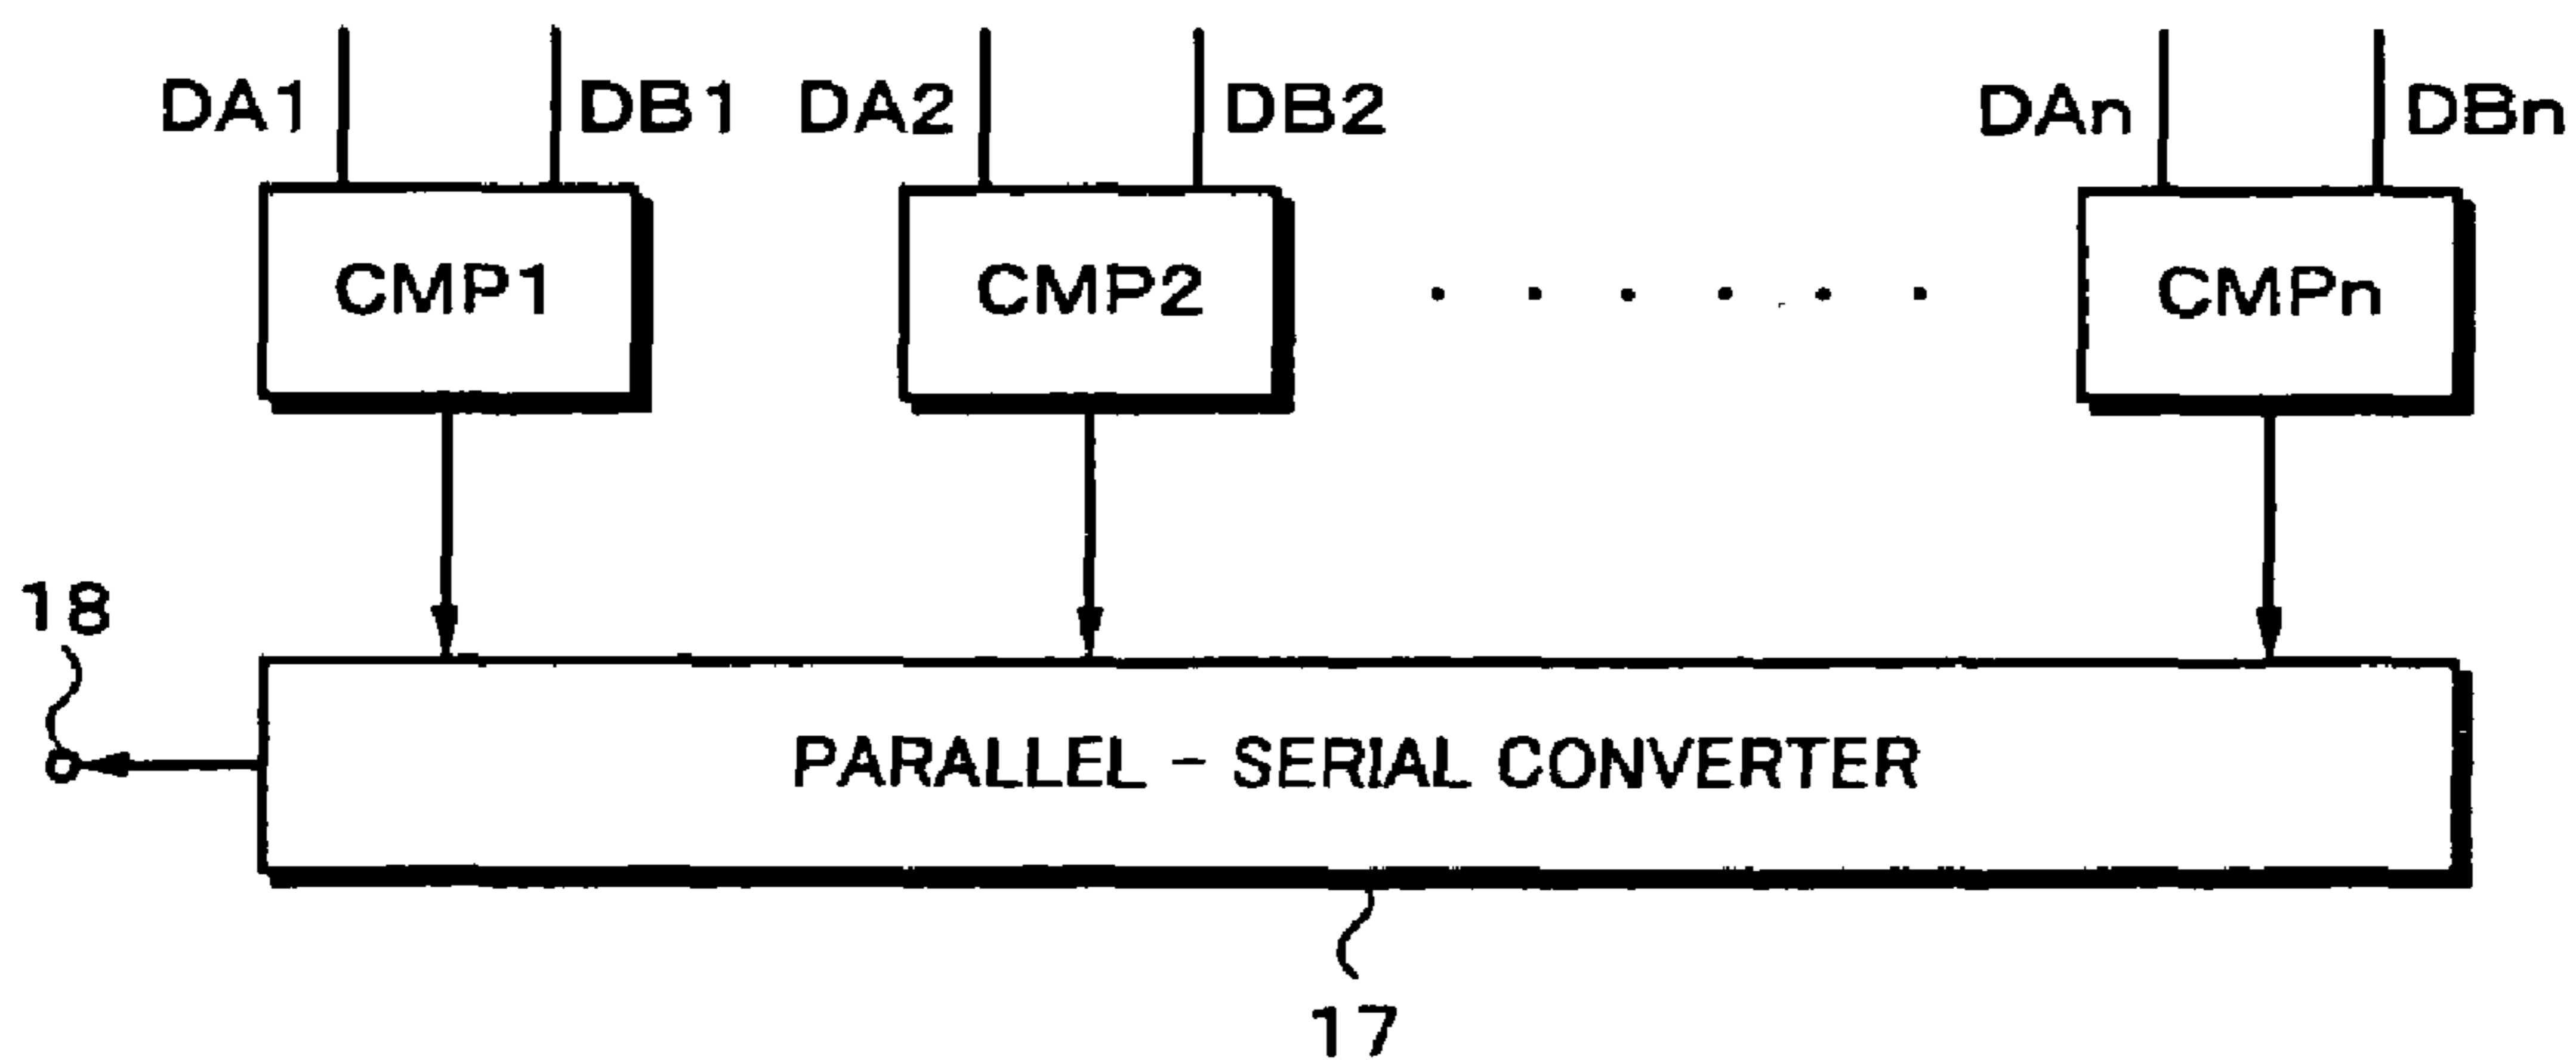 DA1 DB1 DA2 DB2 DAn DBn
CMP1 CMP2 CMPn
18
PARALLEL - SERIAL CONVERTER
17